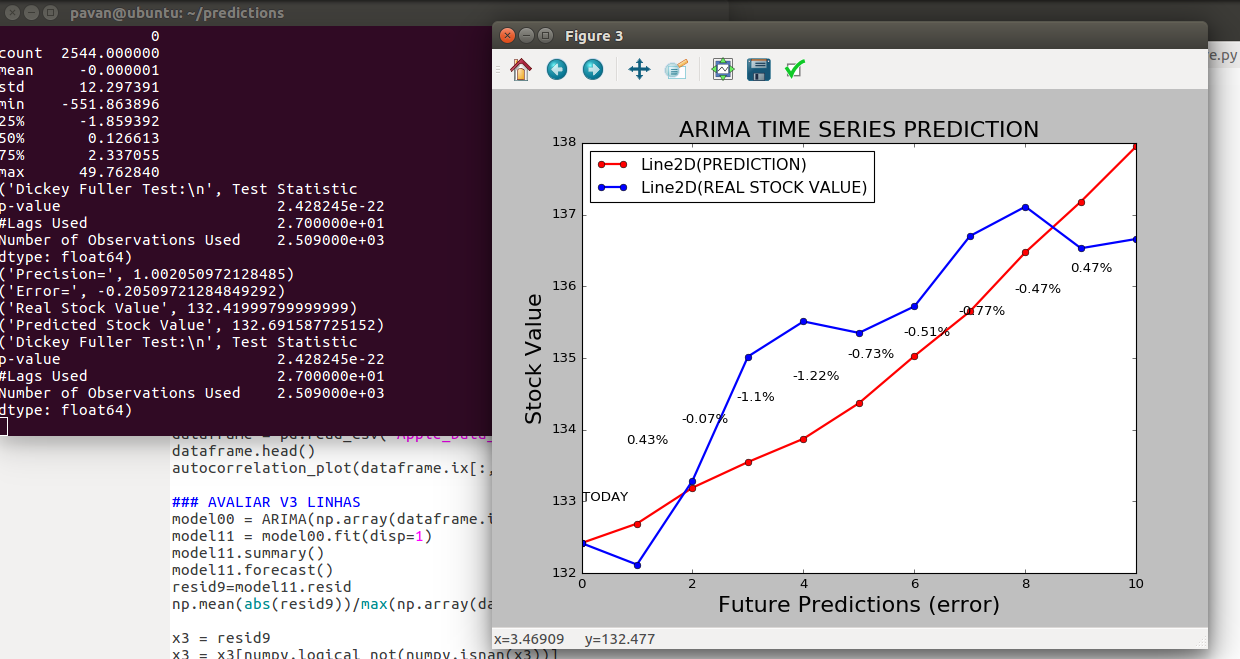 pavan@ubuntu: ~/predictions
0
count 2544.000000
mean -0.000001
std 12.297391
min -551.863896
25% -1.859392
50% 0.126613
75% 2.337055
max 49.762840
('Dickey Fuller Test:\n', Test Statistic
p-value 2.428245e-22
#Lags Used 2.700000e+01
Number of Observations Used 2.509000e+03
dtype: float64)
('Precision=', 1.002050972128485)
('Error=', -0.20509721284849292)
('Real Stock Value', 132.41999799999999)
('Predicted Stock Value', 132.691587725152)
('Dickey Fuller Test:\n', Test Statistic
p-value 2.428245e-22
#Lags Used 2.700000e+01
Number of Observations Used 2.509000e+03
dtype: float64)
dataframe = pd.read_csv('Apple_Data_
dataframe.head()
autocorrelation_plot(dataframe.ix[:,
### AVALIAR V3 LINHAS
model00 = ARIMA(np.array(dataframe.i
model11 = model00.fit(disp=1)
model11.summary()
model11.forecast()
resid9=model11.resid
np.mean(abs(resid9))/max(np.array(da
x3 = resid9
x3 = x3[numpy.logical_not(numpy.isnan(x3))]
e.py
Figure 3
ARIMA TIME SERIES PREDICTION
Line2D(PREDICTION)
Line2D(REAL STOCK VALUE)
138
137
136
135
134
133
132
Stock Value
TODAY
0.43%
-0.07%
-1.1%
-1.22%
-0.73%
-0.51%
-0.77%
-0.47%
0.47%
0 2 4 6 8 10
Future Predictions (error)
x=3.46909 y=132.477